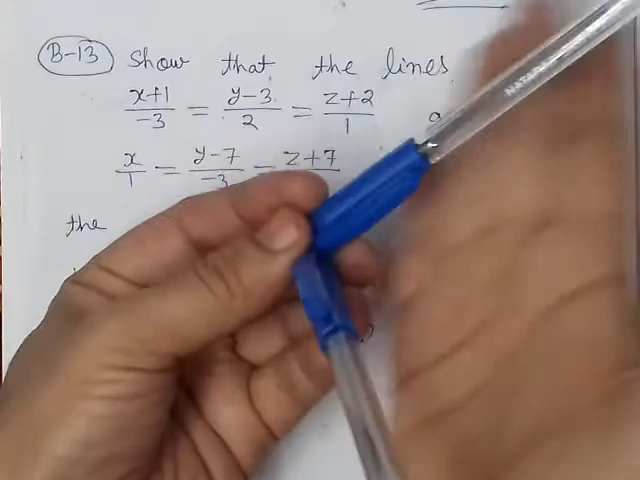 B-13 Show that the lines
x+1/-3 = y-3/2 = z+2/1
x/1 = y-7/-3 = z+7
the